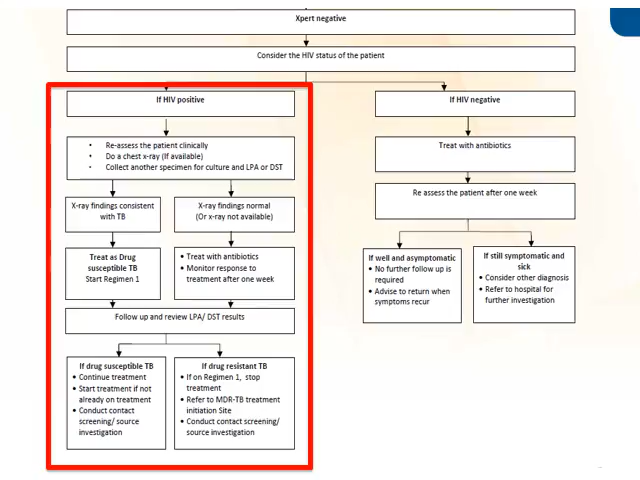 Xpert negative
Consider the HIV status of the patient
If HIV positive
If HIV negative
• Re-assess the patient clinically
• Do a chest x-ray (If available)
• Collect another specimen for culture and LPA or DST
Treat with antibiotics
X-ray findings consistent
with TB
X-ray findings normal
(Or x-ray not available)
Re assess the patient after one week
Treat as Drug
susceptible TB
Start Regimen 1
• Treat with antibiotics
• Monitor response to
treatment after one week
If well and asymptomatic
• No further follow up is
required
• Advise to return when
symptoms recur
If still symptomatic and
sick
• Consider other diagnosis
• Refer to hospital for
further investigation
Follow up and review LPA/ DST results
If drug susceptible TB
• Continue treatment
• Start treatment if not
already on treatment
• Conduct contact
screening/ source
investigation
If drug resistant TB
• If on Regimen 1, stop
treatment
• Refer to MDR-TB treatment
initiation Site
• Conduct contact screening/
source investigation